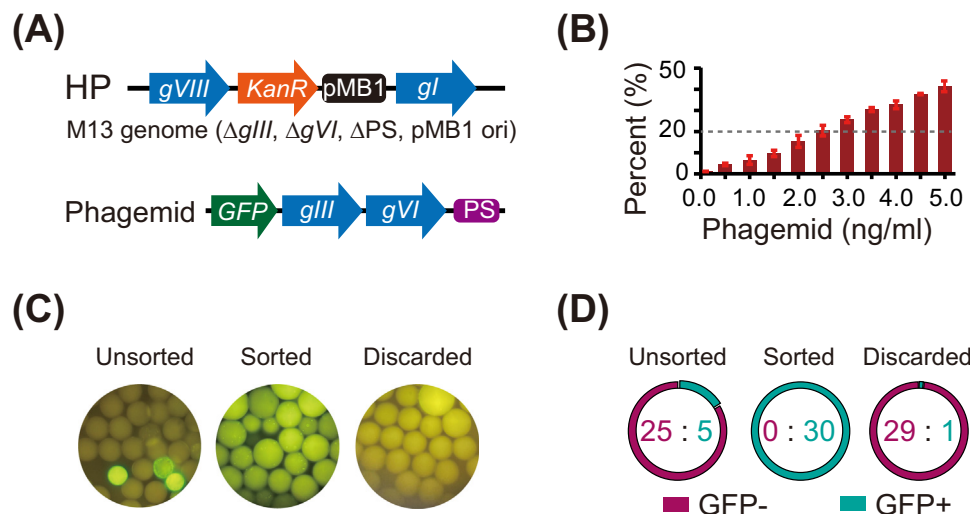 (A)
HP gVIII KanR pMB1 gI
M13 genome (ΔgIII, ΔgVI, ΔPS, pMB1 ori)
Phagemid GFP gIII gVI PS
(B)
Percent (%)
50
20
0
0.0 1.0 2.0 3.0 4.0 5.0
Phagemid (ng/ml)
(C)
Unsorted Sorted Discarded
(D)
Unsorted Sorted Discarded
25 : 5 0 : 30 29 : 1
GFP- GFP+